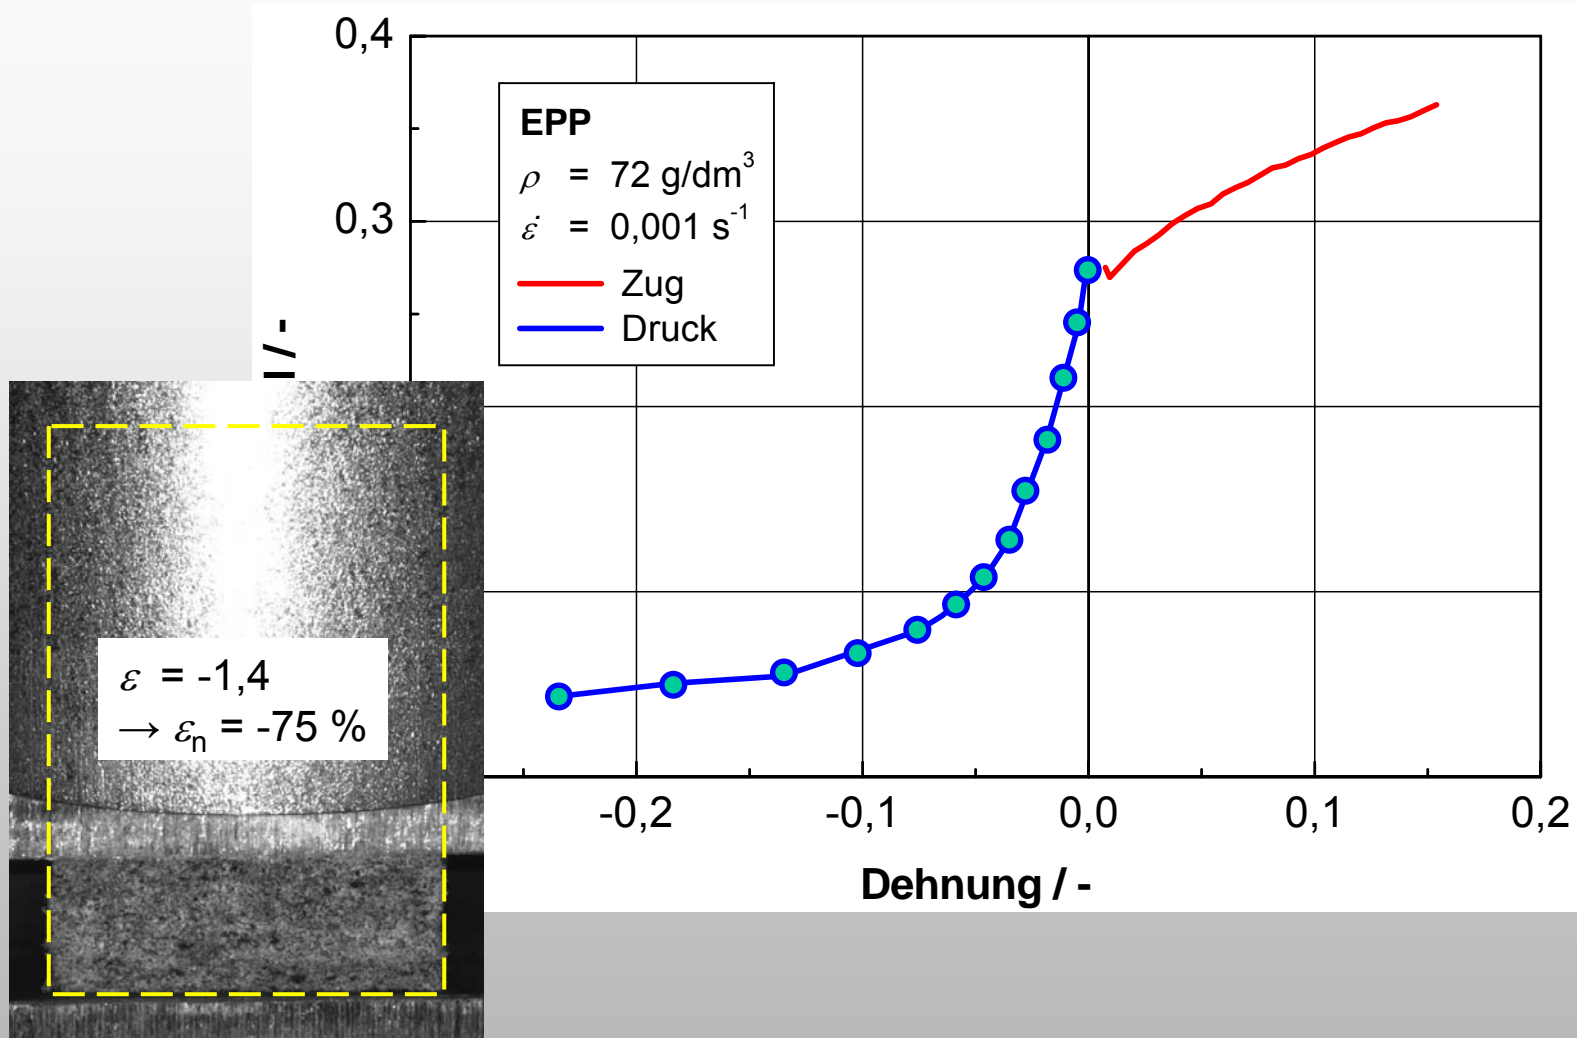 0,4
0,3
EPP
ρ = 72 g/dm³
ε̇ = 0,001 s⁻¹
Zug
Druck
/ -
ε = -1,4
→ εₙ = -75 %
-0,2 -0,1 0,0 0,1 0,2
Dehnung / -